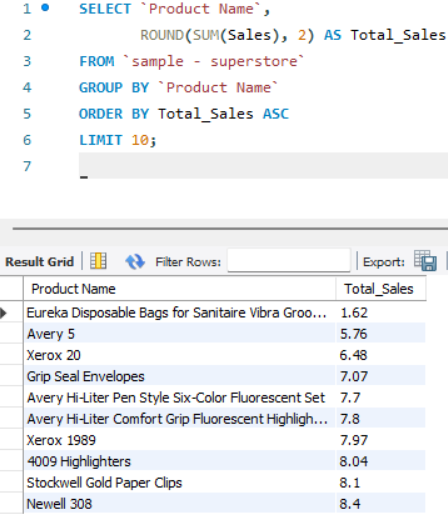 1 SELECT `Product Name`,
2 ROUND(SUM(Sales), 2) AS Total_Sales
3 FROM `sample - superstore`
4 GROUP BY `Product Name`
5 ORDER BY Total_Sales ASC
6 LIMIT 10;
7
Result Grid Filter Rows: Export:
Product Name Total_Sales
Eureka Disposable Bags for Sanitaire Vibra Groo... 1.62
Avery 5 5.76
Xerox 20 6.48
Grip Seal Envelopes 7.07
Avery Hi-Liter Pen Style Six-Color Fluorescent Set 7.7
Avery Hi-Liter Comfort Grip Fluorescent Highligh... 7.8
Xerox 1989 7.97
4009 Highlighters 8.04
Stockwell Gold Paper Clips 8.1
Newell 308 8.4